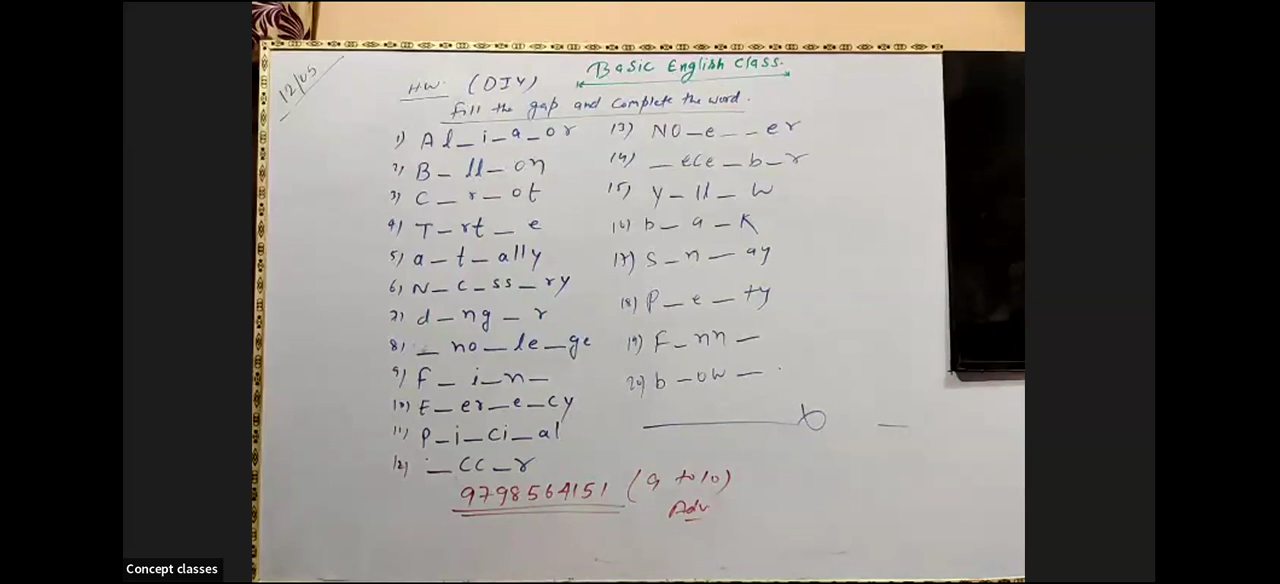 12/05
Basic English Class.
HW. (DIY)
Fill the gap and complete the word.
1) Al_i_a_or
2) B_ll_on
3) C_r_ot
4) T_rt_e
5) a_t_ally
6) N_c_ss_ry
7) d_ng_r
8) _no_le_ge
9) F_i_n_
10) E_er_e_cy
11) P_i_ci_al
12) _cc_r
13) NO_e__er
14) _ece_b_r
15) y_ll_w
16) b_a_k
17) S_n_ay
18) P_e_ty
19) F_nn_
20) b_ow_.
9798564151 (9 to 10)
Adv
Concept classes